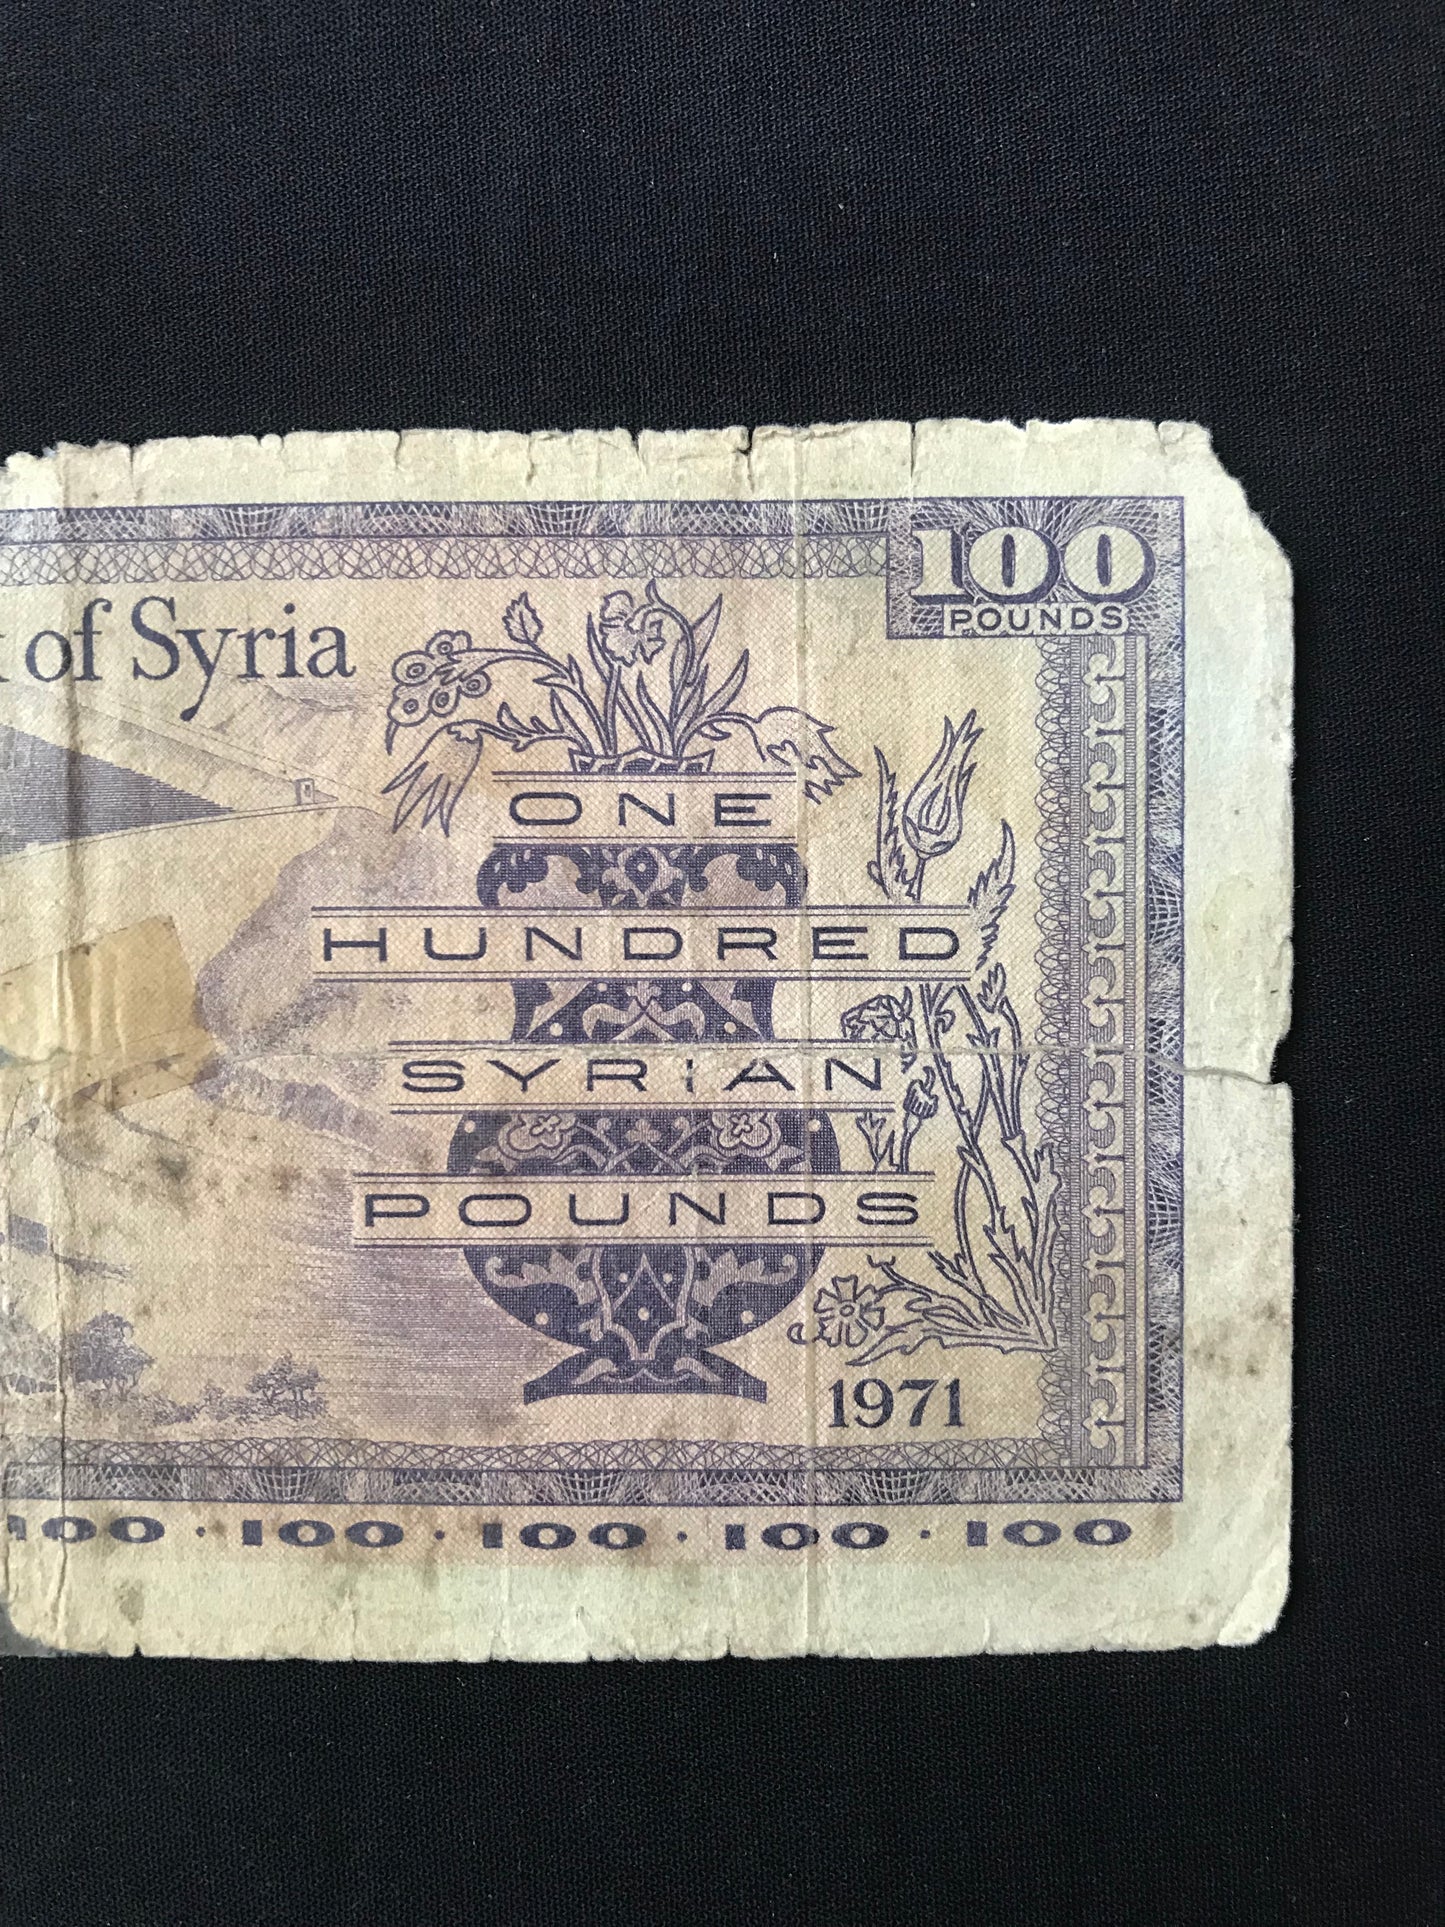 100
POUNDS
of Syria
ONE
HUNDRED
SYRIAN
POUNDS
1971
100 · 100 · 100 · 100 · 100